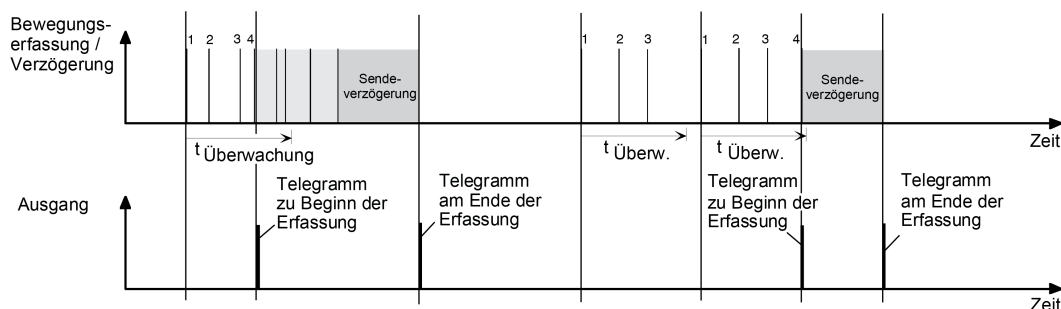 Bewegungs-
erfassung /
Verzögerung
1 2 3 4
Sende-
verzögerung
1 2 3
1 2 3 4
Sende-
verzögerung
Zeit
t Überwachung
t Überw.
t Überw.
Ausgang
Telegramm
zu Beginn der
Erfassung
Telegramm
am Ende der
Erfassung
Telegramm
zu Beginn der
Erfassung
Telegramm
am Ende der
Erfassung
Zeit